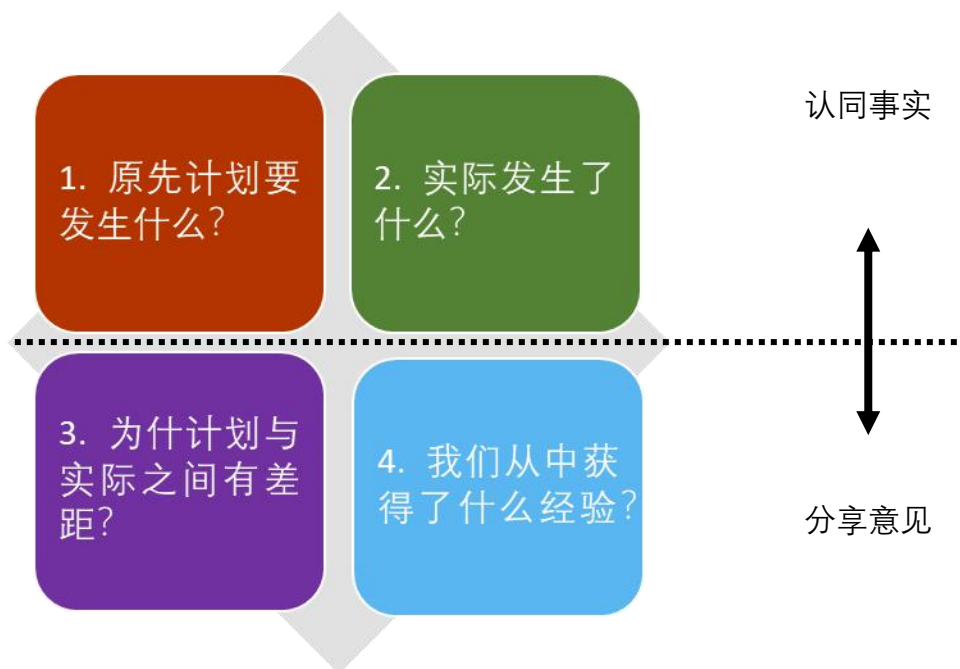 1. 原先计划要
发生什么？
2. 实际发生了
什么？
认同事实
3. 为什计划与
实际之间有差
距？
4. 我们从中获
得了什么经验？
分享意见